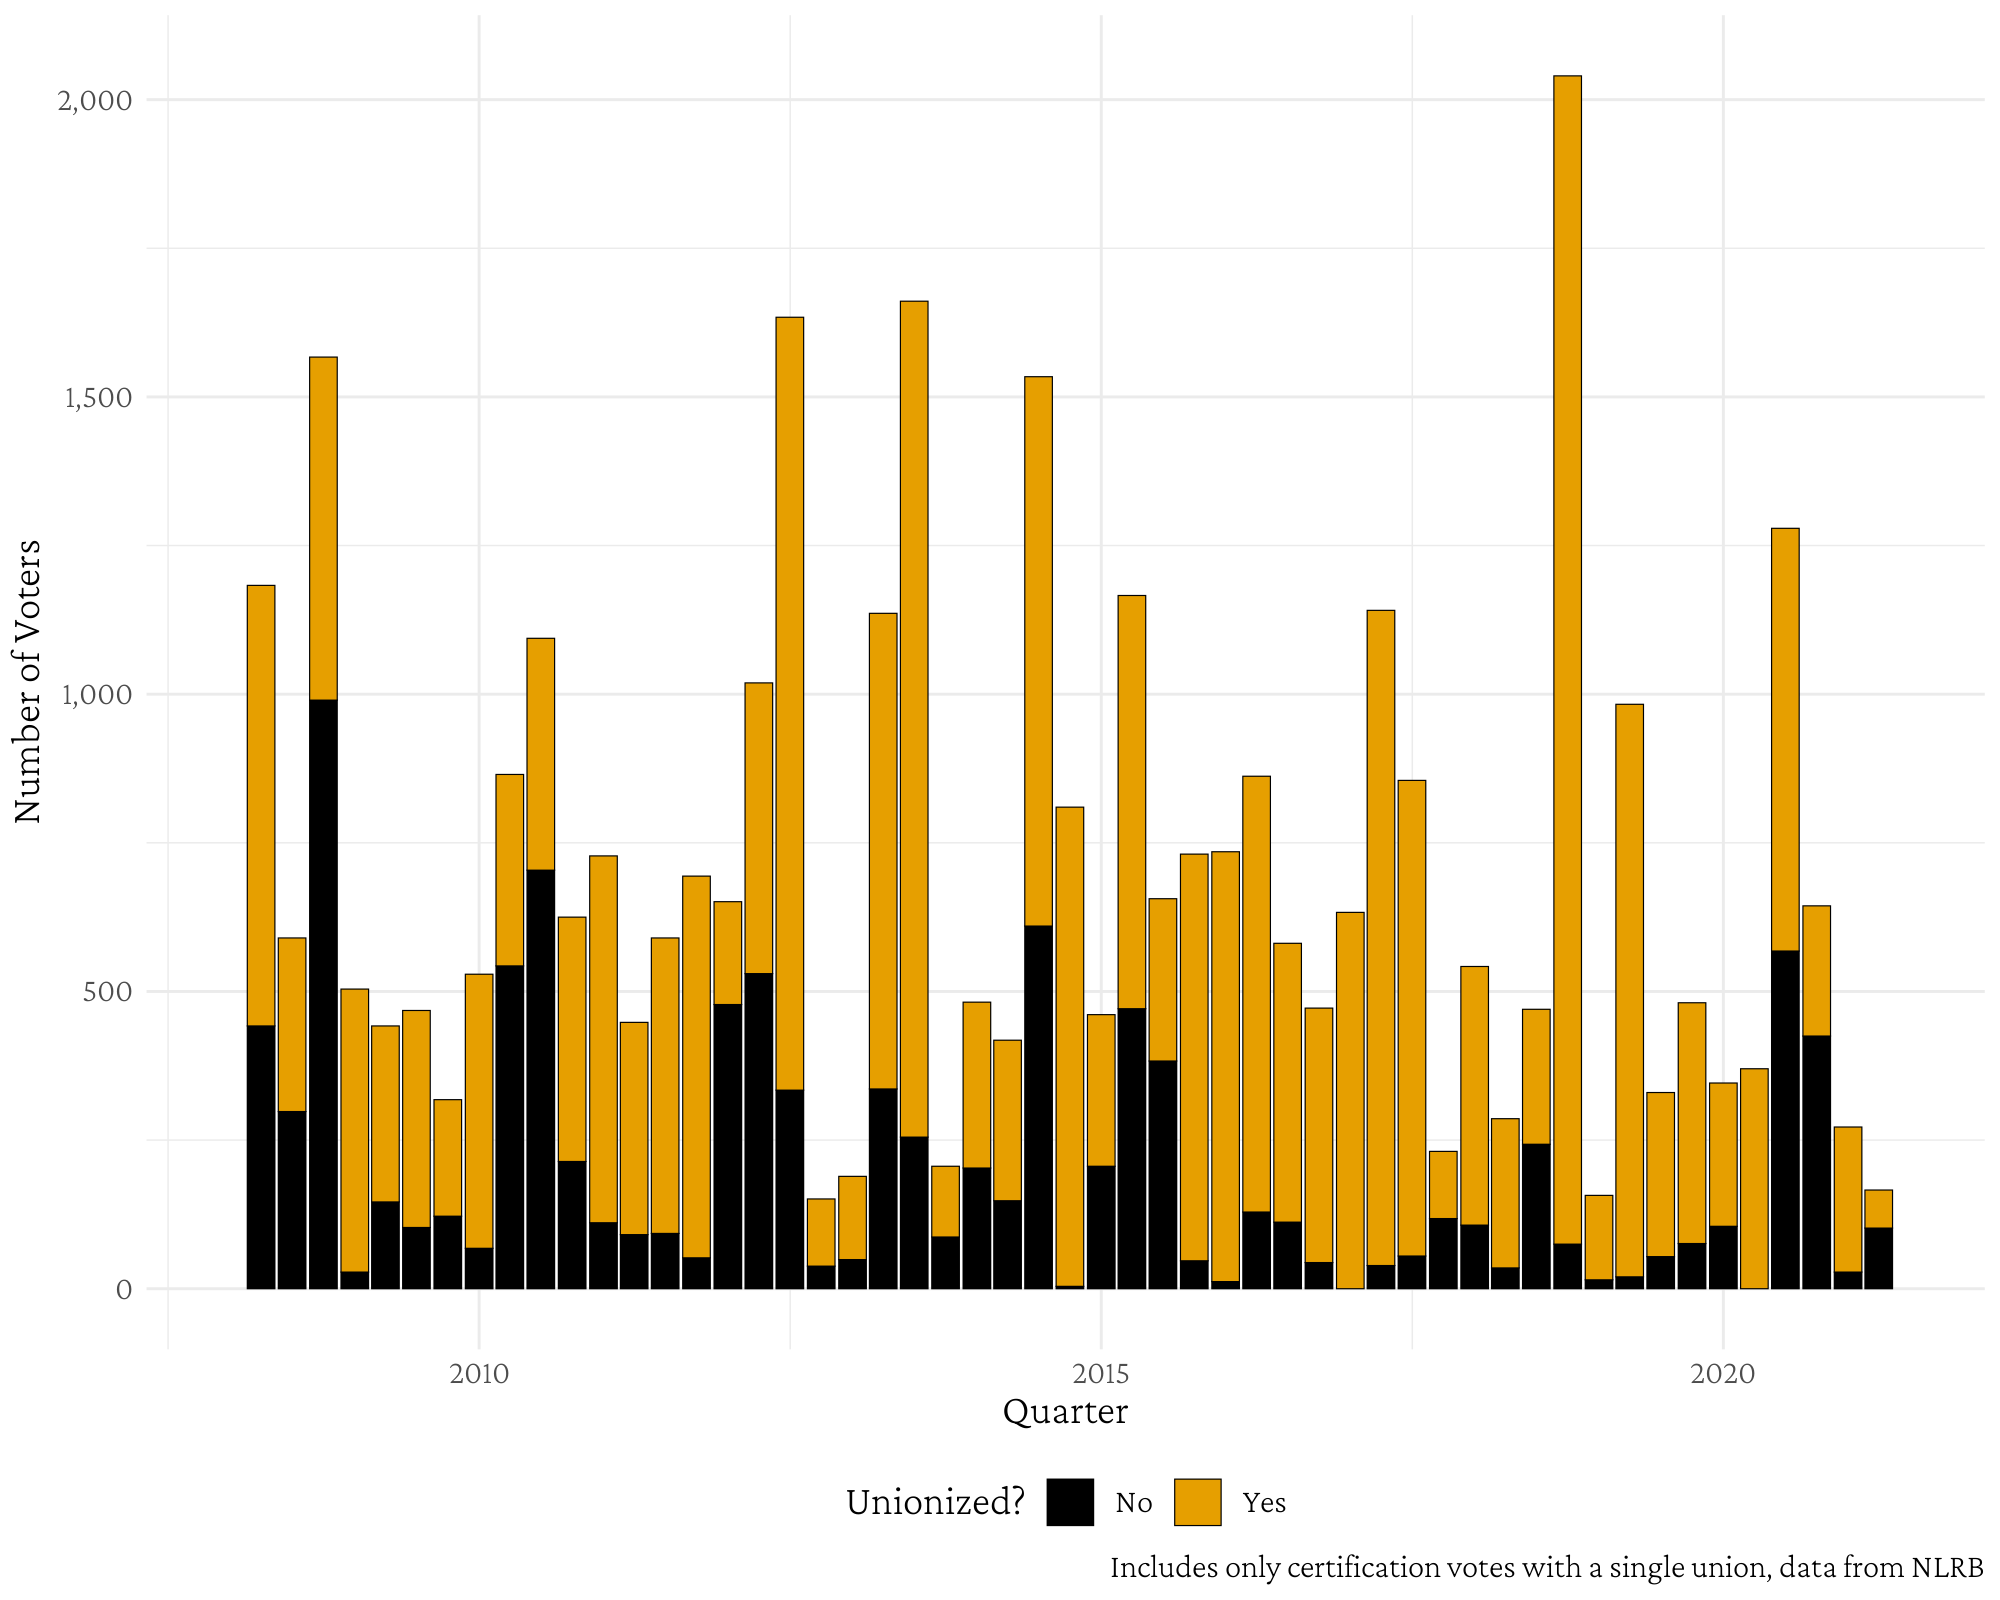 2,000
1,500
1,000
500
0
Number of Voters
2010
2015
2020
Quarter
Unionized? No Yes
Includes only certification votes with a single union, data from NLRB